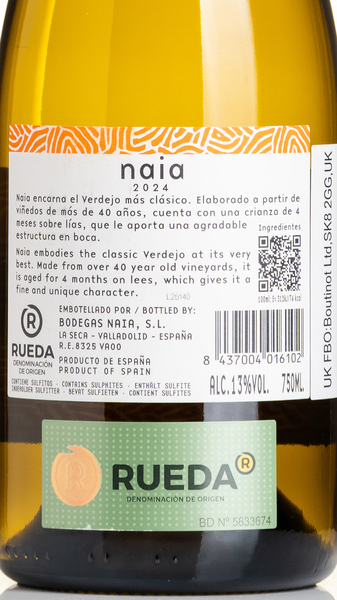 naia
2024
Naia encarna el Verdejo más clásico. Elaborado a partir de
viñedos de más de 40 años, cuenta con una crianza de 4
meses sobre lías, que le aporta una agradable
estructura en boca.
Naia embodies the classic Verdejo at its very
best. Made from over 40 year old vineyards, it
is aged for 4 months on lees, which gives it a
fine and unique character.
L26140
Ingredientes
R
RUEDA
DENOMINACIÓN
DE ORIGEN
EMBOTELLADO POR / BOTTLED BY:
BODEGAS NAIA, S.L.
LA SECA - VALLADOLID - ESPAÑA
R.E.8325 VA00
PRODUCTO DE ESPAÑA
PRODUCT OF SPAIN
CONTIENE SULFITOS - CONTAINS SULPHITES - ENTHÄLT SULFITE
INDEHOLDER SULFITTER - BEVAT SULFIETEN - CONTIENT SULFITES
8 437004 016102
ALC.13%VOL. 750ML.
UK FBO:Boutinot Ltd,SK8 2GG,UK
R RUEDA R
DENOMINACIÓN DE ORIGEN
BD Nº 5633674